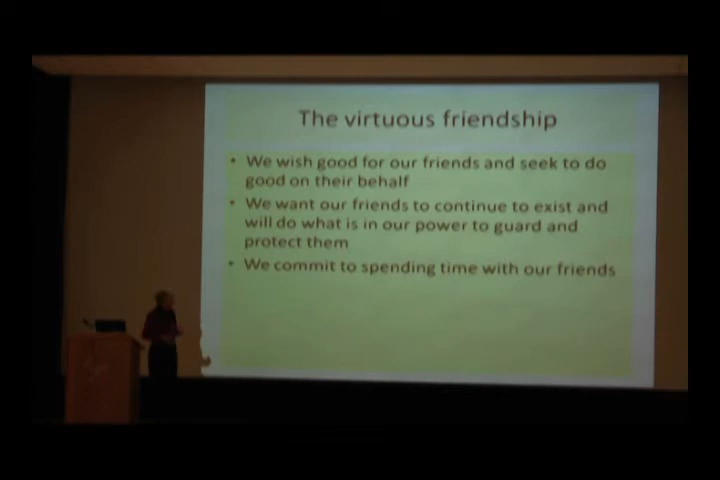 The virtuous friendship
• We wish good for our friends and seek to do
good on their behalf
• We want our friends to continue to exist and
will do what is in our power to guard and
protect them
• We commit to spending time with our friends